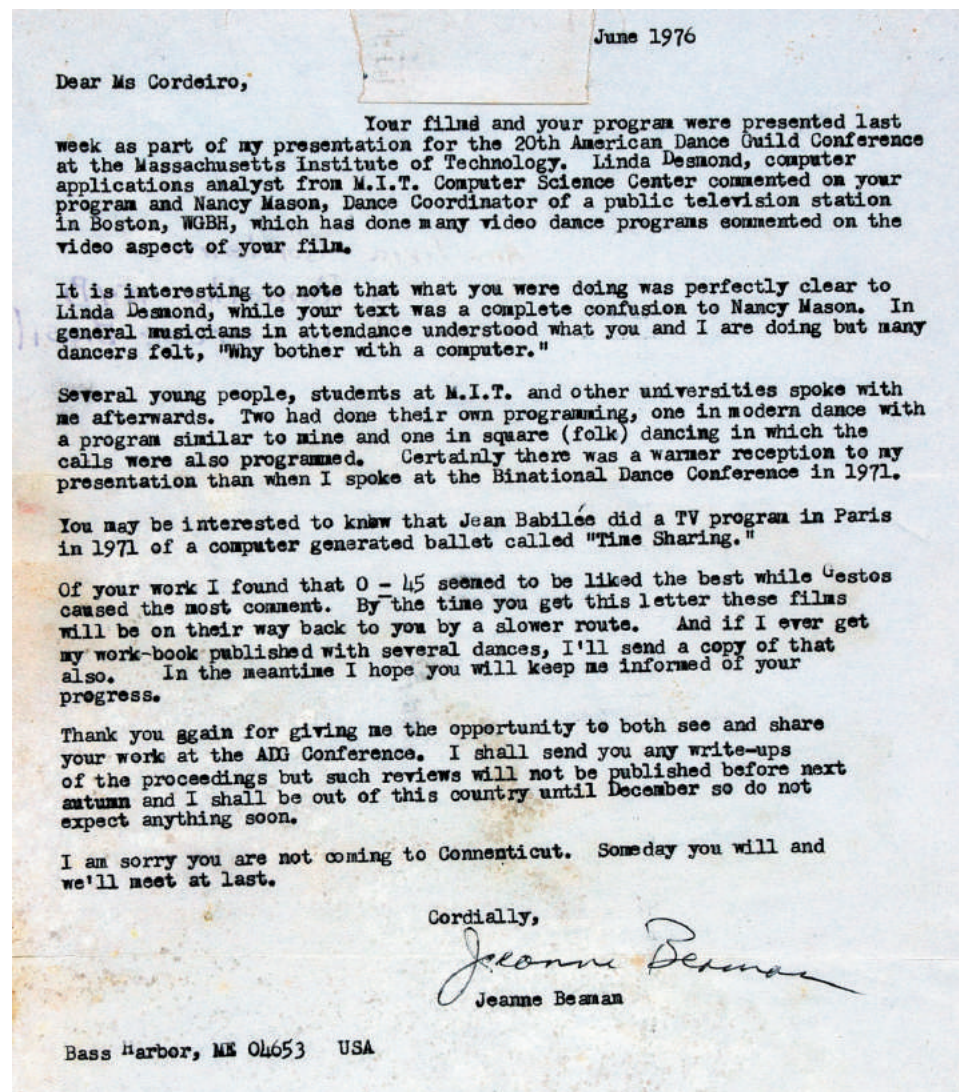 June 1976
Dear Ms Cordeiro,
Your films and your program were presented last
week as part of my presentation for the 20th American Dance Guild Conference
at the Massachusetts Institute of Technology. Linda Desmond, computer
applications analyst from M.I.T. Computer Science Center commented on your
program and Nancy Mason, Dance Coordinator of a public television station
in Boston, WGBH, which has done many video dance programs commented on the
video aspect of your film.
It is interesting to note that what you were doing was perfectly clear to
Linda Desmond, while your text was a complete confusion to Nancy Mason. In
general musicians in attendance understood what you and I are doing but many
dancers felt, "Why bother with a computer."
Several young people, students at M.I.T. and other universities spoke with
me afterwards. Two had done their own programming, one in modern dance with
a program similar to mine and one in square (folk) dancing in which the
calls were also programmed. Certainly there was a warmer reception to my
presentation than when I spoke at the Binational Dance Conference in 1971.
You may be interested to know that Jean Babilée did a TV program in Paris
in 1971 of a computer generated ballet called "Time Sharing."
Of your work I found that 0 - 45 seemed to be liked the best while Gestos
caused the most comment. By the time you get this letter these films
will be on their way back to you by a slower route. And if I ever get
my work-book published with several dances, I'll send a copy of that
also. In the meantime I hope you will keep me informed of your
progress.
Thank you again for giving me the opportunity to both see and share
your work at the ADG Conference. I shall send you any write-ups
of the proceedings but such reviews will not be published before next
autumn and I shall be out of this country until December so do not
expect anything soon.
I am sorry you are not coming to Connenticut. Someday you will and
we'll meet at last.
Cordially,
Jeanne Beaman
Jeanne Beaman
Bass Harbor, ME 04653 USA